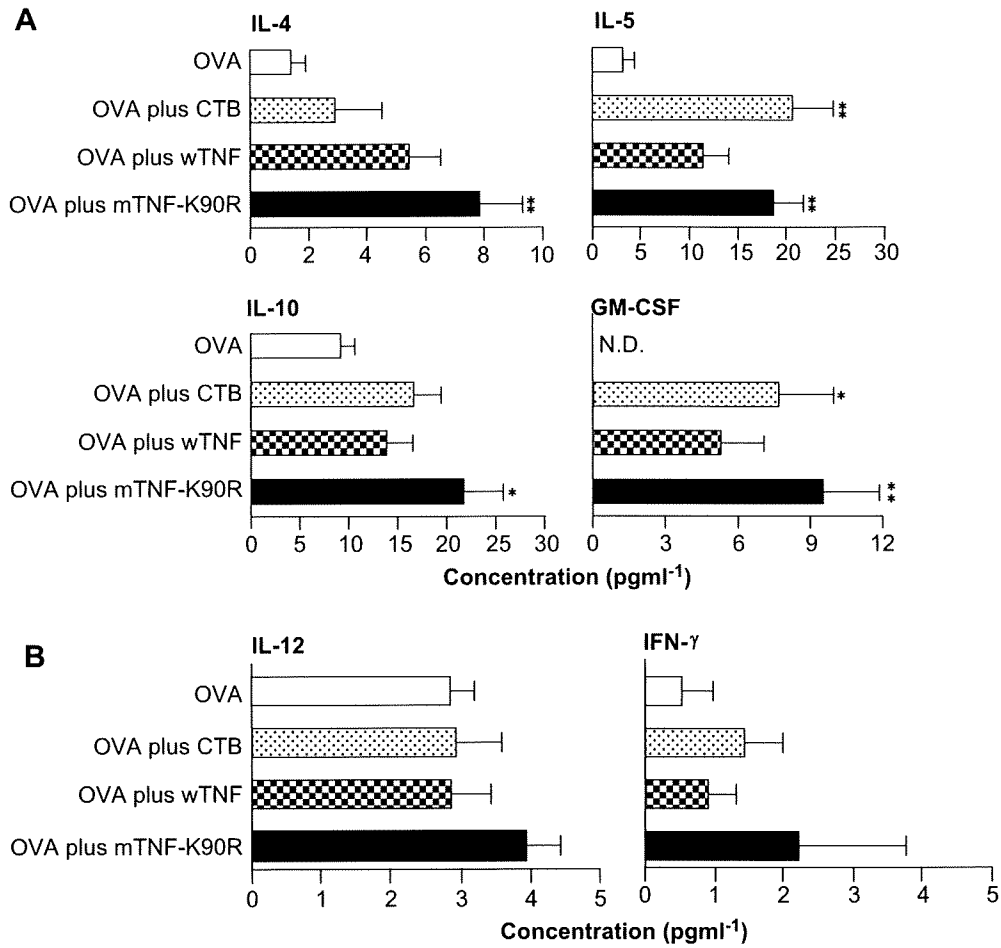 A
IL-4
IL-5
OVA
OVA plus CTB
**
OVA plus wTNF
OVA plus mTNF-K90R
**
**
0 2 4 6 8 10
0 5 10 15 20 25 30
IL-10
GM-CSF
OVA
N.D.
OVA plus CTB
*
OVA plus wTNF
OVA plus mTNF-K90R
*
**
0 5 10 15 20 25 30
0 3 6 9 12
Concentration (pgml-1)
B
IL-12
IFN-γ
OVA
OVA plus CTB
OVA plus wTNF
OVA plus mTNF-K90R
0 1 2 3 4 5
0 1 2 3 4 5
Concentration (pgml-1)